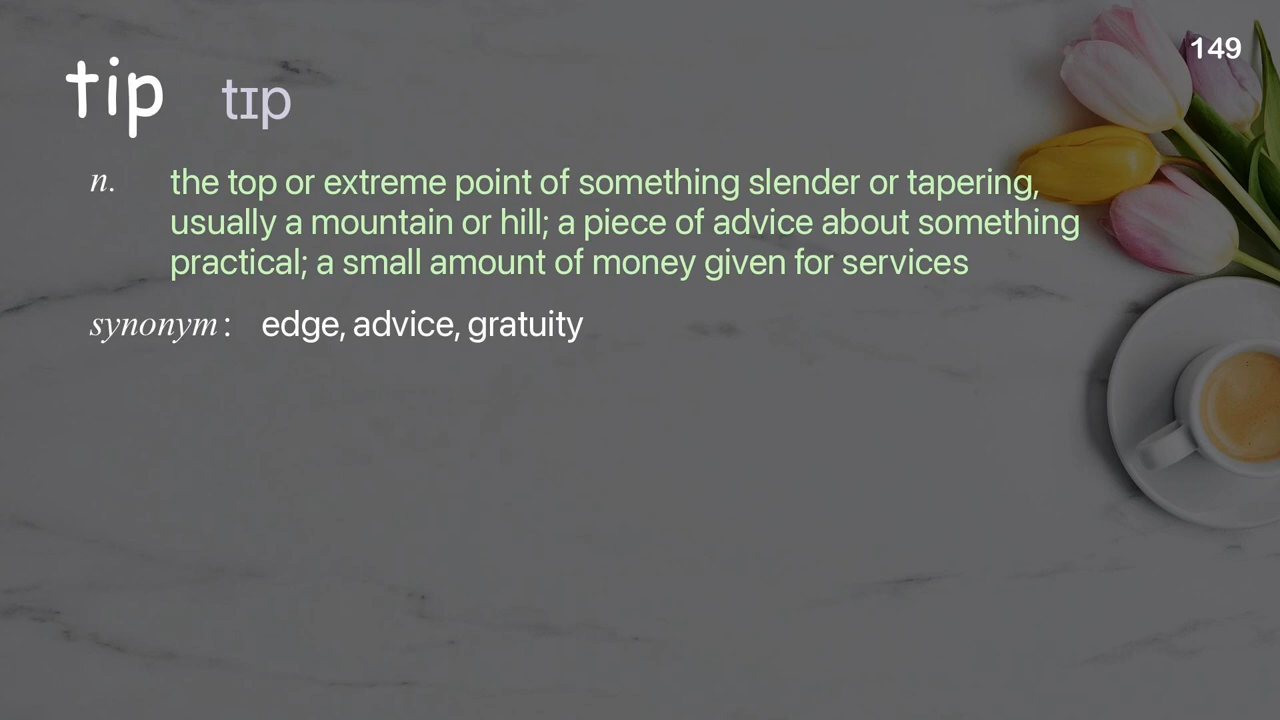 149
tip tɪp
n. the top or extreme point of something slender or tapering,
usually a mountain or hill; a piece of advice about something
practical; a small amount of money given for services
synonym: edge, advice, gratuity